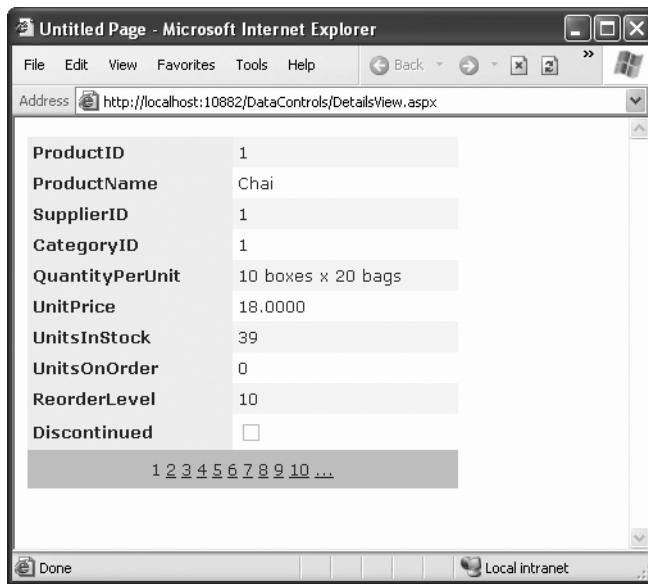 Untitled Page - Microsoft Internet Explorer
File Edit View Favorites Tools Help Back »
Address http://localhost:10882/DataControls/DetailsView.aspx
ProductID 1
ProductName Chai
SupplierID 1
CategoryID 1
QuantityPerUnit 10 boxes x 20 bags
UnitPrice 18.0000
UnitsInStock 39
UnitsOnOrder 0
ReorderLevel 10
Discontinued
1 2 3 4 5 6 7 8 9 10 ...
Done Local intranet